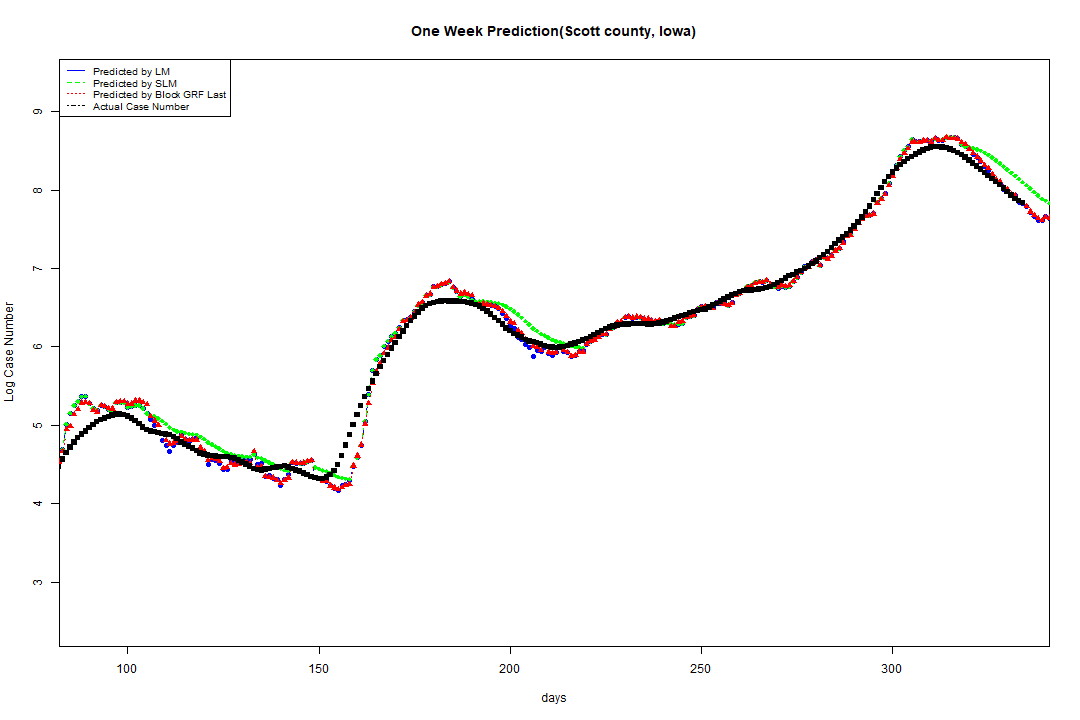 One Week Prediction(Scott county, Iowa)
Predicted by LM
Predicted by SLM
Predicted by Block GRF Last
Actual Case Number
Log Case Number
9
8
7
6
5
4
3
100 150 200 250 300
days